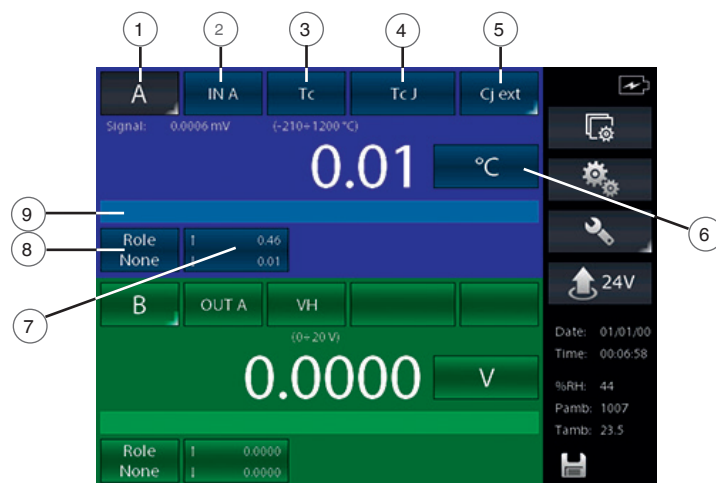 1 2 3 4 5
A IN A Tc Tc J Cj ext
Signal: 0.0006 mV (-210÷1200 °C)
0.01 °C
6
9
8
7
Role None
↑ 0.46
↓ 0.01
B OUT A VH
(0÷20 V)
0.0000 V
Role None
↑ 0.0000
↓ 0.0000
24V
Date: 01/01/00
Time: 00:06:58
%RH: 44
Pamb: 1007
Tamb: 23.5